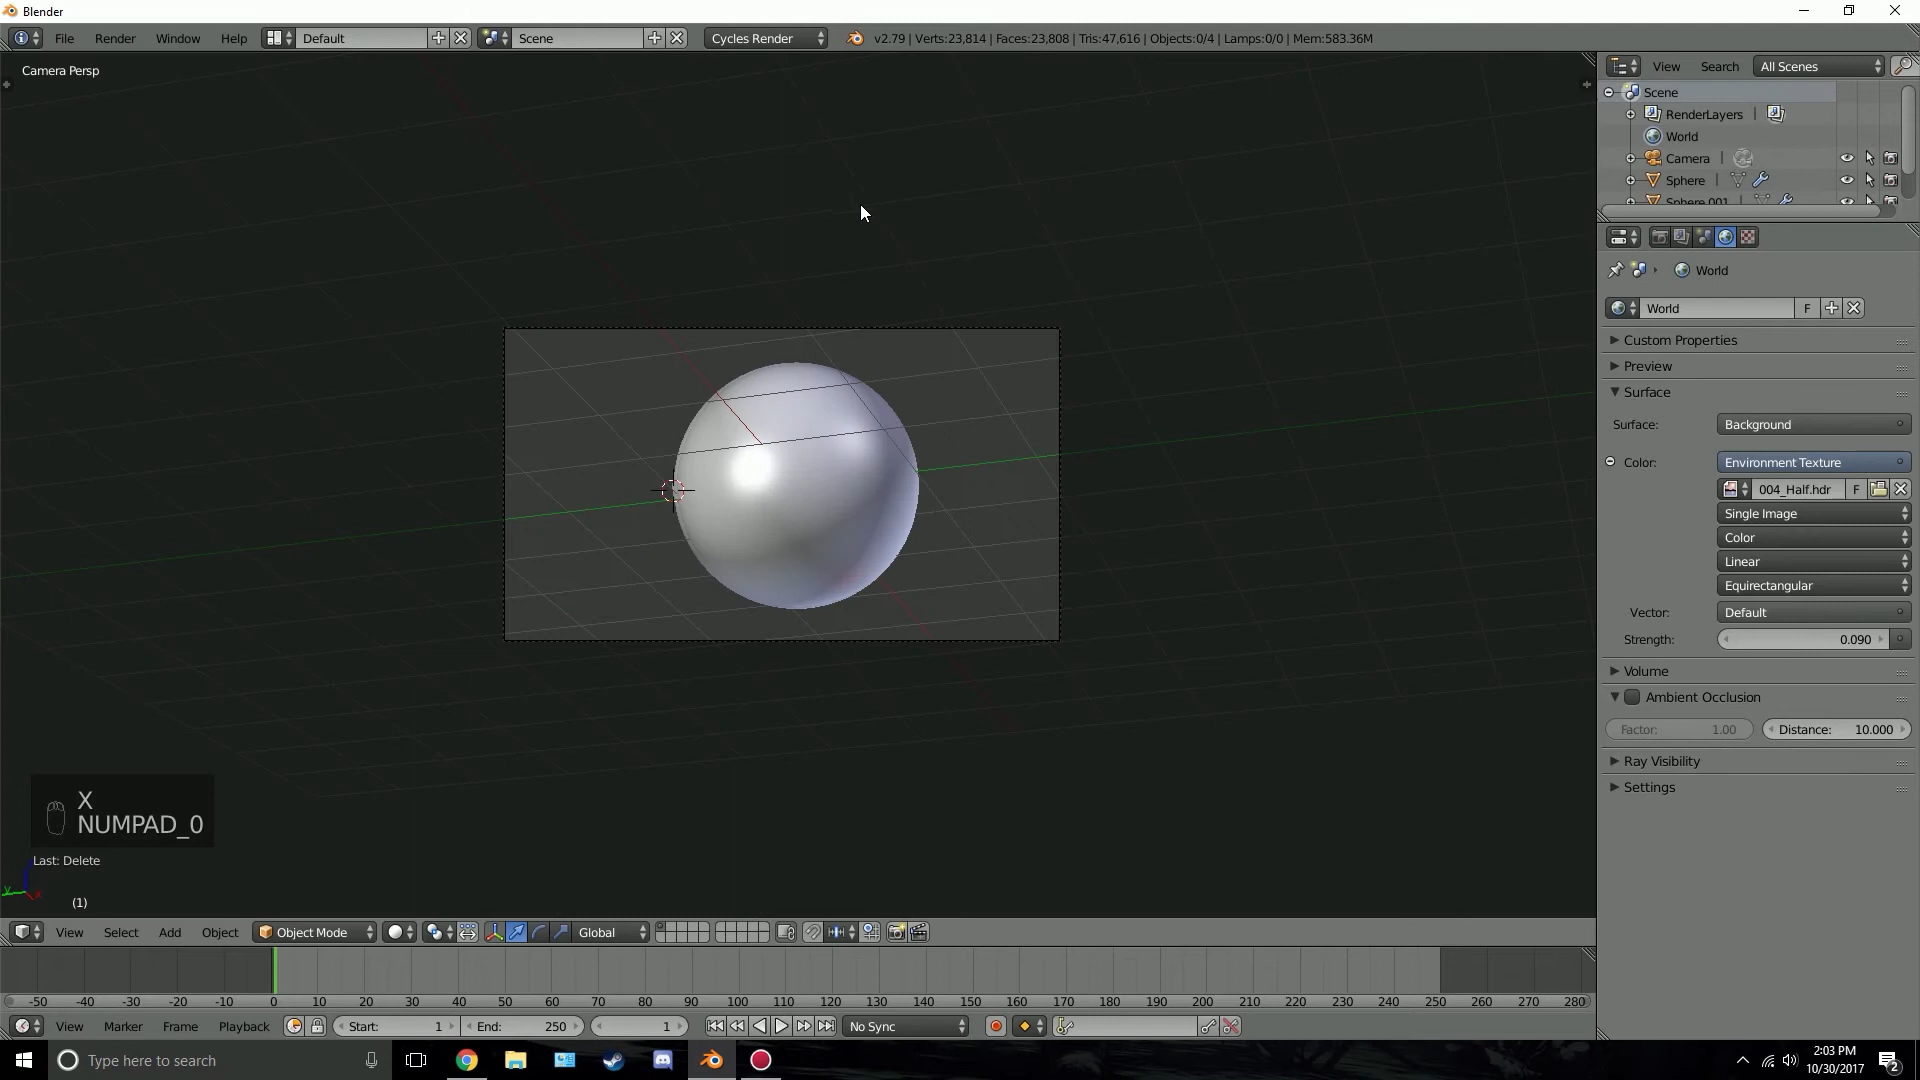 Blender
File Render Window Help Default Scene Cycles Render v2.79 | Verts:23,814 | Faces:23,808 | Tris:47,616 | Objects:0/4 | Lamps:0/0 | Mem:583.36M
Camera Persp
View Search All Scenes
Scene
RenderLayers
World
Camera
Sphere
Sphere.001
World
World F
Custom Properties
Preview
Surface
Surface: Background
Color: Environment Texture
004_Half.hdr F
Single Image
Color
Linear
Equirectangular
Vector: Default
Strength: 0.090
Volume
Ambient Occlusion
Factor: 1.00 Distance: 10.000
Ray Visibility
Settings
X
NUMPAD_0
Last: Delete
y x
(1)
View Select Add Object Object Mode Global
-50 -40 -30 -20 -10 0 10 20 30 40 50 60 70 80 90 100 110 120 130 140 150 160 170 180 190 200 210 220 230 240 250 260 270 280
View Marker Frame Playback Start: 1 End: 250 1 No Sync
Type here to search
2:03 PM
10/30/2017
2